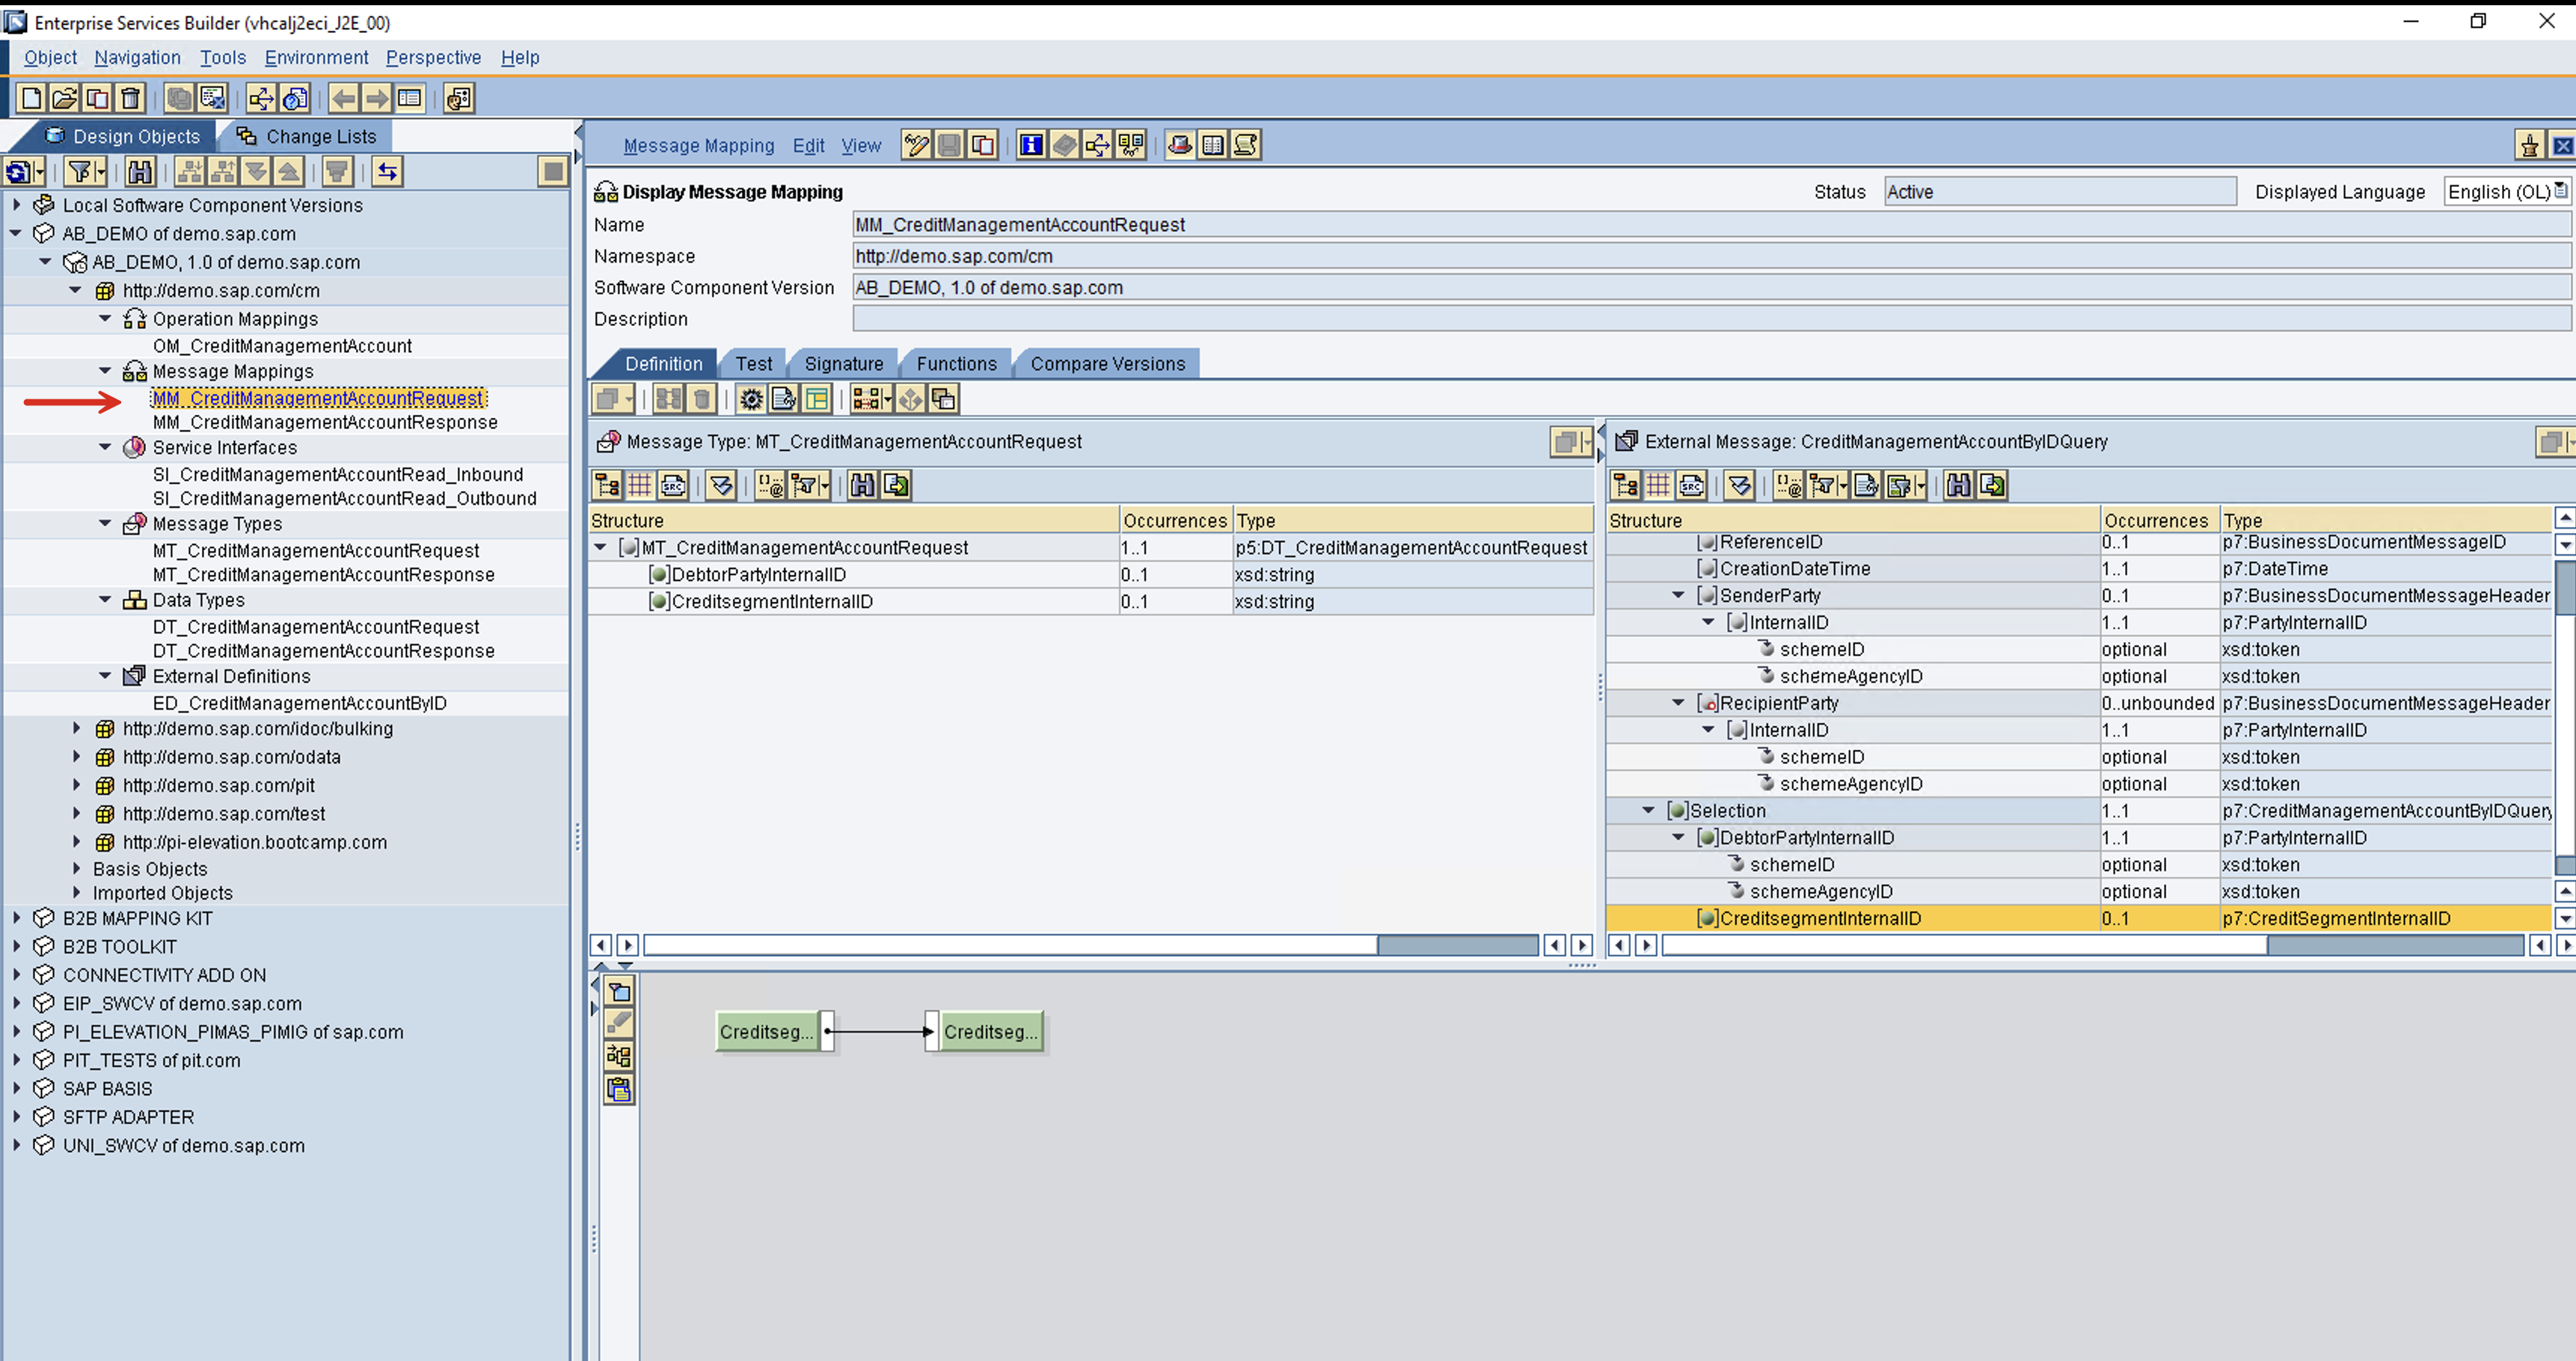 Enterprise Services Builder (vhcalj2eci_J2E_00)
Object Navigation Tools Environment Perspective Help
Design Objects Change Lists
Local Software Component Versions
AB_DEMO of demo.sap.com
AB_DEMO, 1.0 of demo.sap.com
http://demo.sap.com/cm
Operation Mappings
OM_CreditManagementAccount
Message Mappings
MM_CreditManagementAccountRequest
MM_CreditManagementAccountResponse
Service Interfaces
SI_CreditManagementAccountRead_Inbound
SI_CreditManagementAccountRead_Outbound
Message Types
MT_CreditManagementAccountRequest
MT_CreditManagementAccountResponse
Data Types
DT_CreditManagementAccountRequest
DT_CreditManagementAccountResponse
External Definitions
ED_CreditManagementAccountByID
http://demo.sap.com/idoc/bulking
http://demo.sap.com/odata
http://demo.sap.com/pit
http://demo.sap.com/test
http://pi-elevation.bootcamp.com
Basis Objects
Imported Objects
B2B MAPPING KIT
B2B TOOLKIT
CONNECTIVITY ADD ON
EIP_SWCV of demo.sap.com
PI_ELEVATION_PIMAS_PIMIG of sap.com
PIT_TESTS of pit.com
SAP BASIS
SFTP ADAPTER
UNI_SWCV of demo.sap.com
Message Mapping Edit View
Display Message Mapping Status Active Displayed Language English (OL)
Name MM_CreditManagementAccountRequest
Namespace http://demo.sap.com/cm
Software Component Version AB_DEMO, 1.0 of demo.sap.com
Description
Definition Test Signature Functions Compare Versions
Message Type: MT_CreditManagementAccountRequest
SRC
Structure Occurrences Type
MT_CreditManagementAccountRequest 1..1 p5:DT_CreditManagementAccountRequest
DebtorPartyInternalID 0..1 xsd:string
CreditsegmentInternalID 0..1 xsd:string
External Message: CreditManagementAccountByIDQuery
SRC
Structure Occurrences Type
ReferenceID 0..1 p7:BusinessDocumentMessageID
CreationDateTime 1..1 p7:DateTime
SenderParty 0..1 p7:BusinessDocumentMessageHeader
InternalID 1..1 p7:PartyInternalID
schemeID optional xsd:token
schemeAgencyID optional xsd:token
RecipientParty 0..unbounded p7:BusinessDocumentMessageHeader
InternalID 1..1 p7:PartyInternalID
schemeID optional xsd:token
schemeAgencyID optional xsd:token
Selection 1..1 p7:CreditManagementAccountByIDQuery
DebtorPartyInternalID 1..1 p7:PartyInternalID
schemeID optional xsd:token
schemeAgencyID optional xsd:token
CreditsegmentInternalID 0..1 p7:CreditSegmentInternalID
Creditseg... Creditseg...